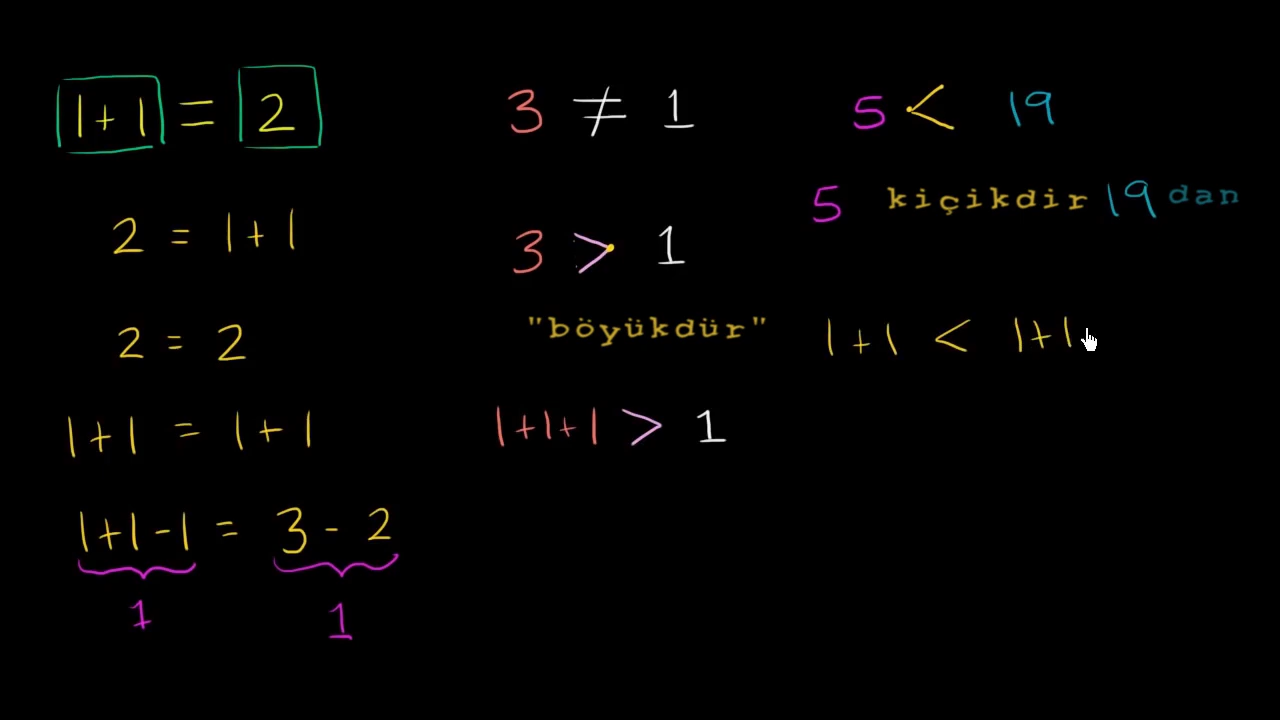 1+1 = 2
2 = 1+1
2 = 2
1+1 = 1+1
1+1-1 = 3-2
1 1
3 ≠ 1
3 > 1
"böyükdür"
1+1+1 > 1
5 < 19
5 kiçikdir 19 dan
1+1 < 1+1